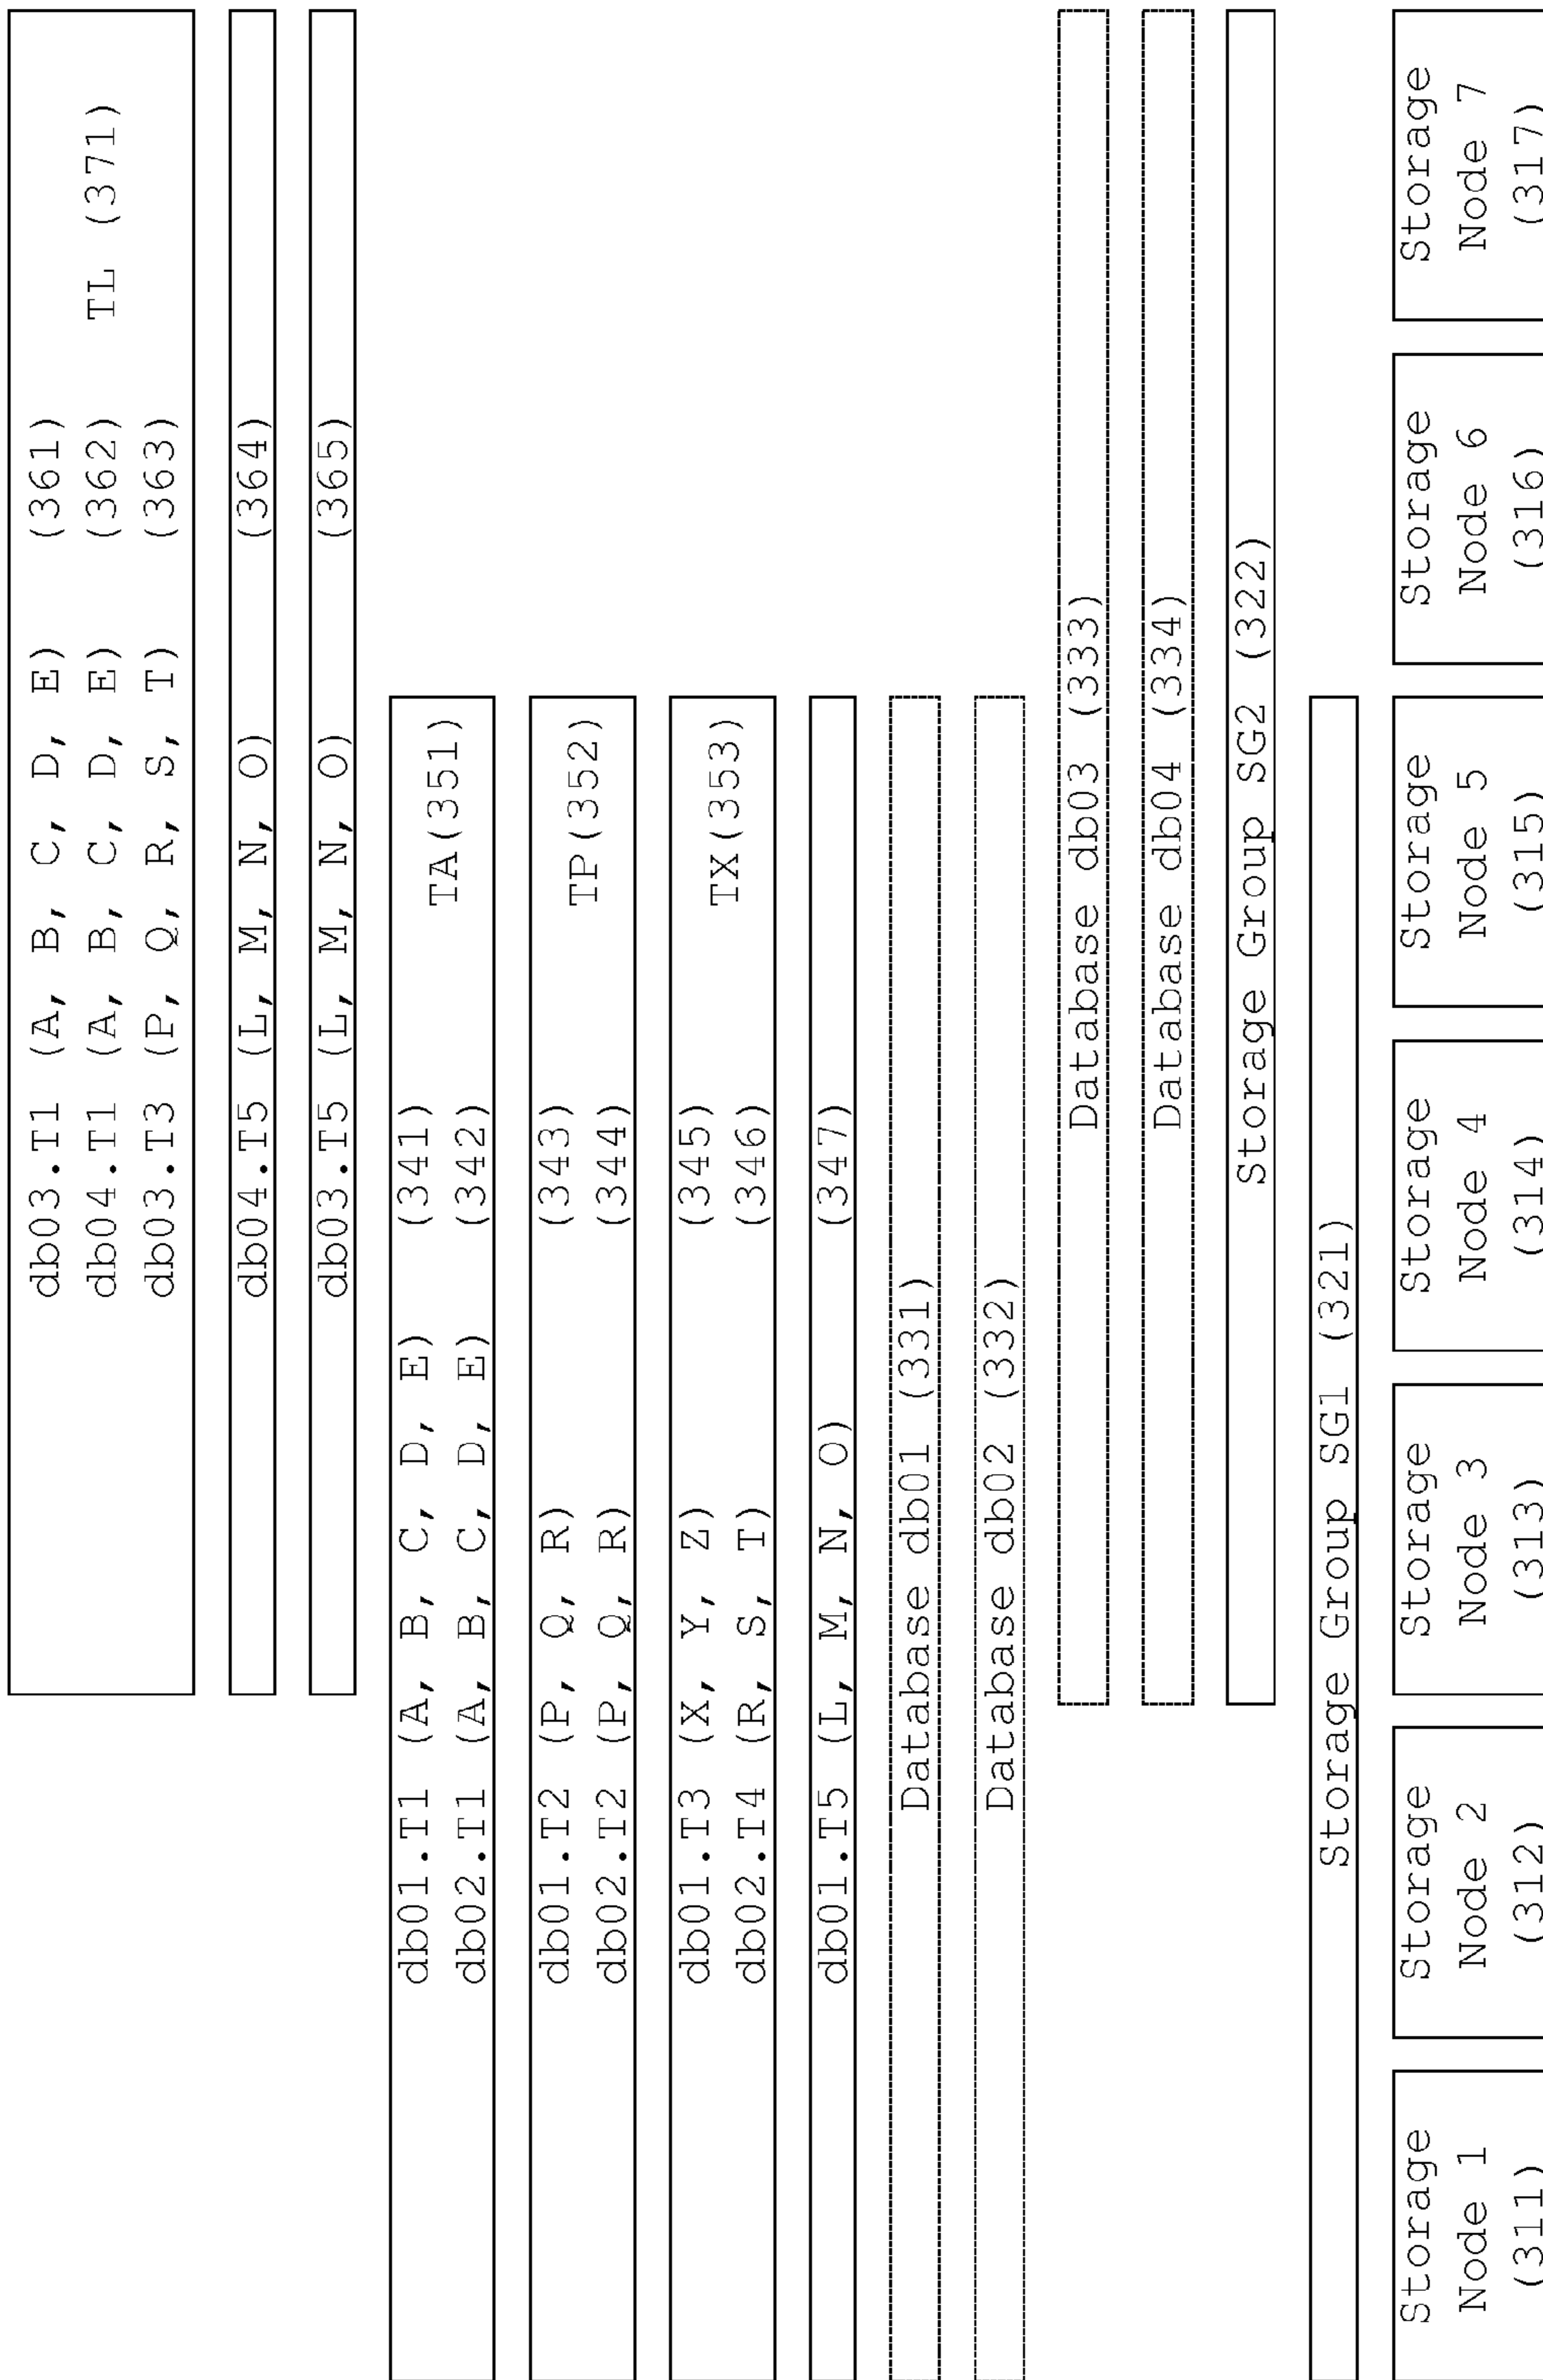 db03.T1 (A, B, C, D, E) (361)
db04.T1 (A, B, C, D, E) (362) TL (371)
db03.T3 (P, Q, R, S, T) (363)
db04.T5 (L, M, N, O) (364)
db03.T5 (L, M, N, O) (365)
db01.T1 (A, B, C, D, E) (341)
TA(351)
db02.T1 (A, B, C, D, E) (342)
db01.T2 (P, Q, R) (343)
TP(352)
db02.T2 (P, Q, R) (344)
db01.T3 (X, Y, Z) (345)
TX(353)
db02.T4 (R, S, T) (346)
db01.T5 (L, M, N, O) (347)
Database db01 (331)
Database db02 (332)
Database db03 (333)
Database db04 (334)
Storage Group SG2 (322)
Storage Group SG1 (321)
Storage
Node 1
(311)
Storage
Node 2
(312)
Storage
Node 3
(313)
Storage
Node 4
(314)
Storage
Node 5
(315)
Storage
Node 6
(316)
Storage
Node 7
(317)